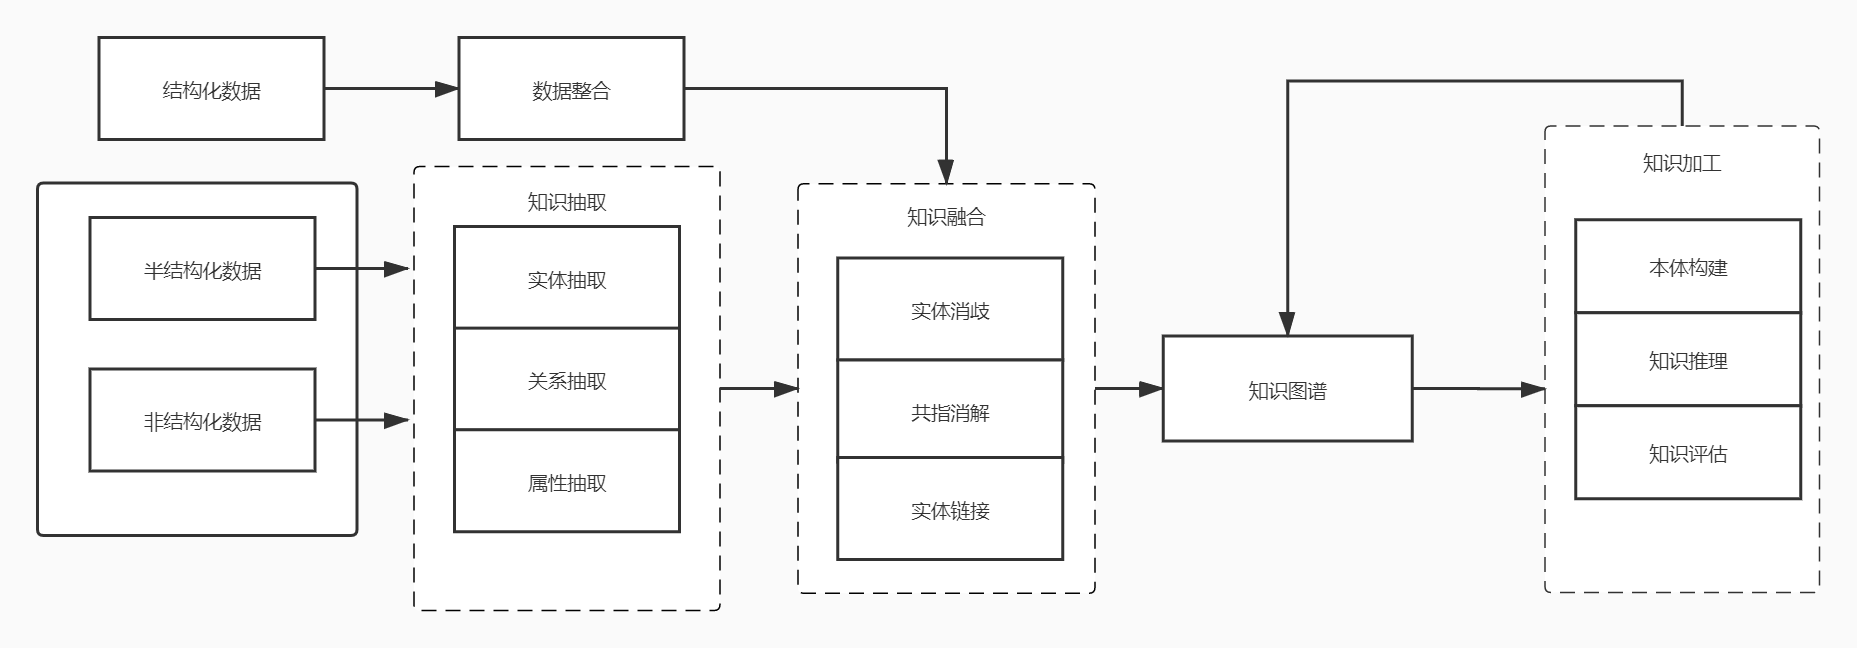 结构化数据
数据整合
半结构化数据
非结构化数据
知识抽取
实体抽取
关系抽取
属性抽取
知识融合
实体消歧
共指消解
实体链接
知识图谱
知识加工
本体构建
知识推理
知识评估